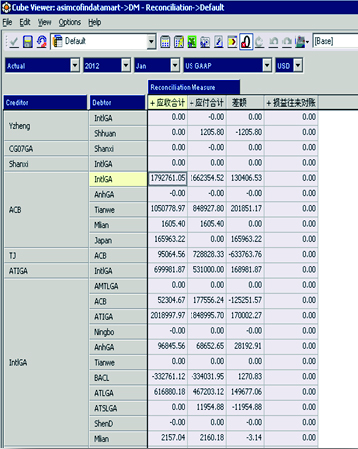 Cube Viewer: asimcofindatamart->DM - Reconciliation->Default
File Edit View Options Help
Default [Base]
Actual 2012 Jan US GAAP USD
Reconciliation Measure
Creditor Debtor + 应收合计 + 应付合计 差额 + 损益往来对账
Yzheng IntlGA 0.00 -0.00 0.00 0.00
Shhuan 0.00 1205.80 -1205.80 0.00
CG07GA Shanxi 0.00 -0.00 0.00 0.00
Shanxi IntlGA 0.00 -0.00 0.00 0.00
ACB IntlGA 1792761.05 1662354.52 130406.53 0.00
AnhGA -0.00 -0.00 0.00 0.00
Tianwe 1050778.97 848927.80 201851.17 0.00
Mlian 1605.40 1605.40 0.00 0.00
Japan 165963.22 0.00 165963.22 0.00
TJ ACB 95064.56 728828.33 -633763.76 0.00
ATIGA IntlGA 699981.87 531000.00 168981.87 0.00
IntlGA AMTLGA 0.00 -0.00 0.00 0.00
ACB 52304.67 177556.24 -125251.57 0.00
ATIGA 2018997.97 1848995.70 170002.27 0.00
Ningbo -0.00 -0.00 0.00 0.00
AnhGA 96845.56 68652.65 28192.91 0.00
Tianwe 0.00 -0.00 0.00 0.00
BACL -332761.12 -334031.95 1270.83 0.00
ATLGA 616880.18 467203.12 149677.06 0.00
ATSLGA 0.00 11954.88 -11954.88 0.00
ShenD -0.00 -0.00 0.00 0.00
Mlian 2157.04 2160.18 -3.14 0.00